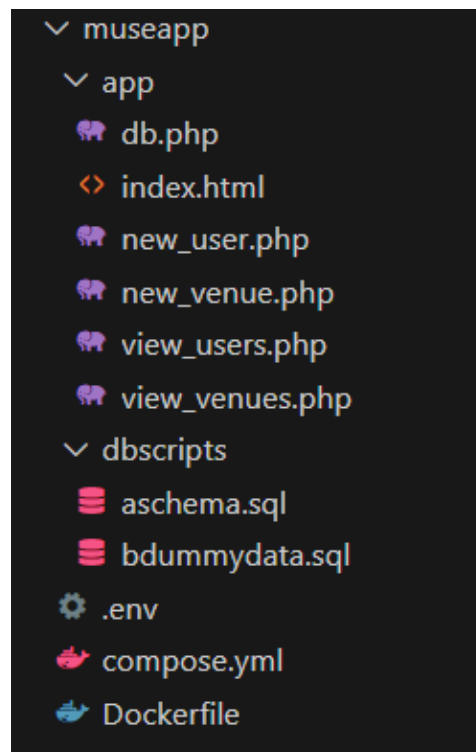 museapp
app
db.php
index.html
new_user.php
new_venue.php
view_users.php
view_venues.php
dbscripts
aschema.sql
bdummydata.sql
.env
compose.yml
Dockerfile